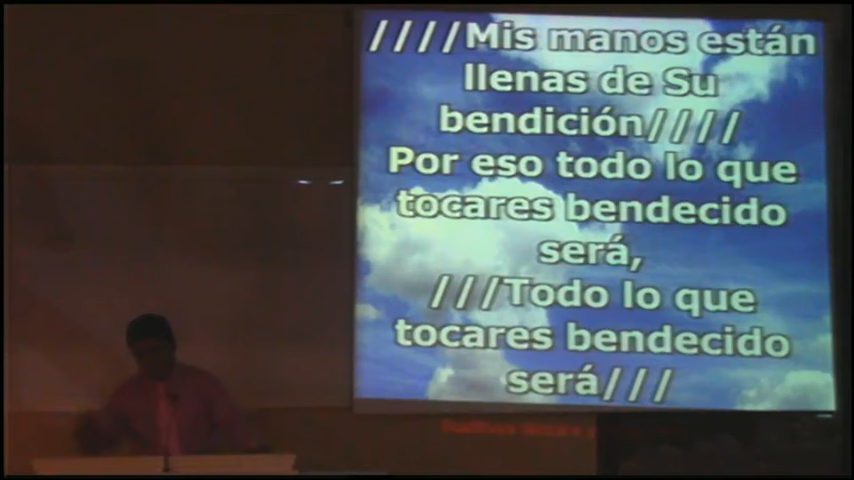 ////Mis manos están
llenas de Su
bendición////
Por eso todo lo que
tocares bendecido
será,
///Todo lo que
tocares bendecido
será///